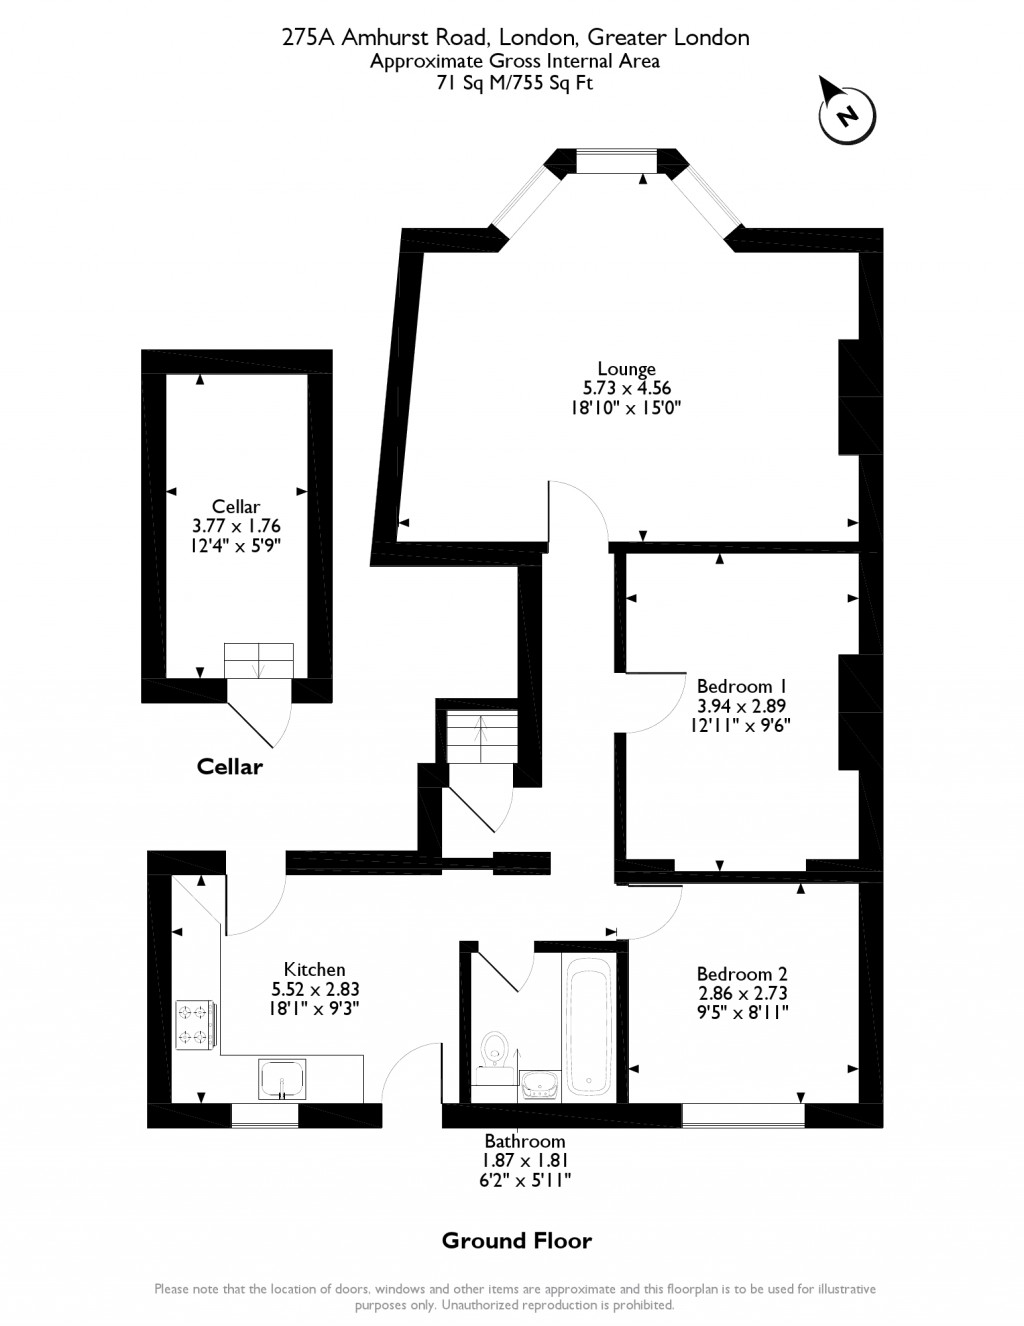 275A Amhurst Road, London, Greater London
Approximate Gross Internal Area
71 Sq M/755 Sq Ft
N
Lounge
5.73 x 4.56
18'10" x 15'0"
Cellar
3.77 x 1.76
12'4" x 5'9"
Bedroom 1
3.94 x 2.89
12'11" x 9'6"
Cellar
Kitchen
5.52 x 2.83
18'1" x 9'3"
Bedroom 2
2.86 x 2.73
9'5" x 8'11"
Bathroom
1.87 x 1.81
6'2" x 5'11"
Ground Floor
Please note that the location of doors, windows and other items are approximate and this floorplan is to be used for illustrative
purposes only. Unauthorized reproduction is prohibited.